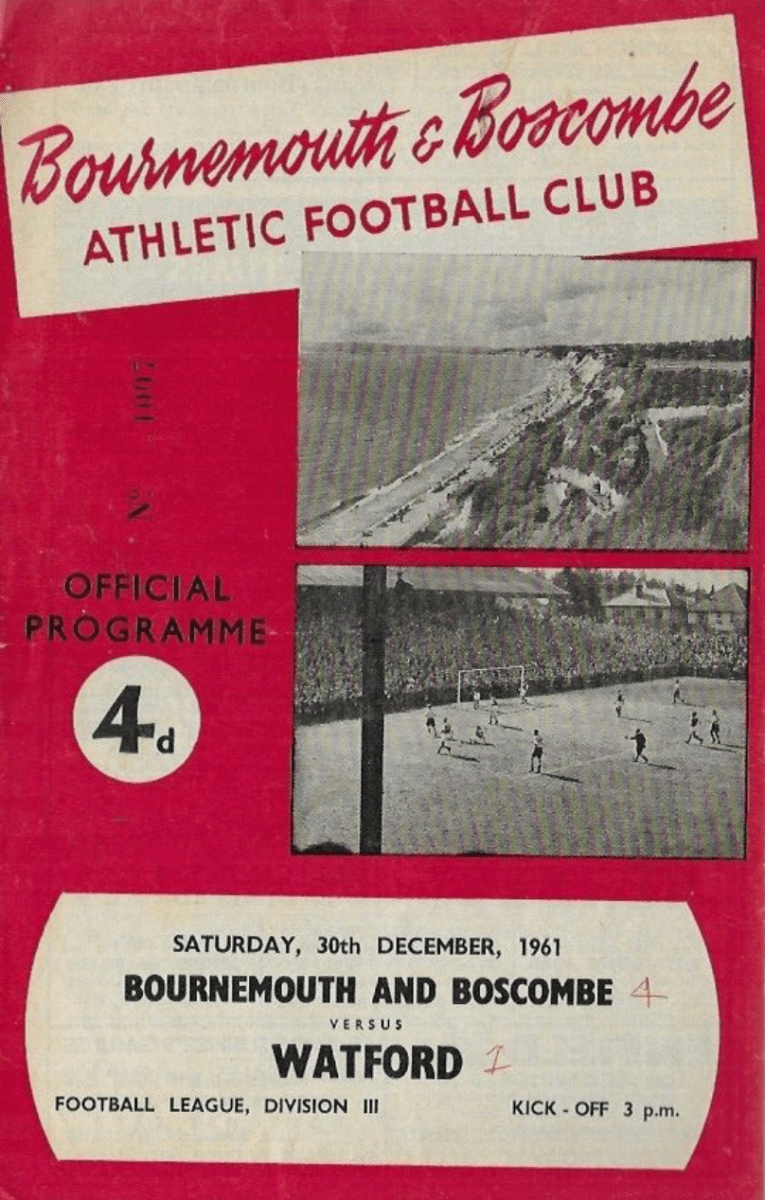 Bournemouth & Boscombe
ATHLETIC FOOTBALL CLUB
No 1097
OFFICIAL
PROGRAMME
4d
SATURDAY, 30th DECEMBER, 1961
BOURNEMOUTH AND BOSCOMBE 4
VERSUS
WATFORD 1
FOOTBALL LEAGUE, DIVISION III KICK - OFF 3 p.m.